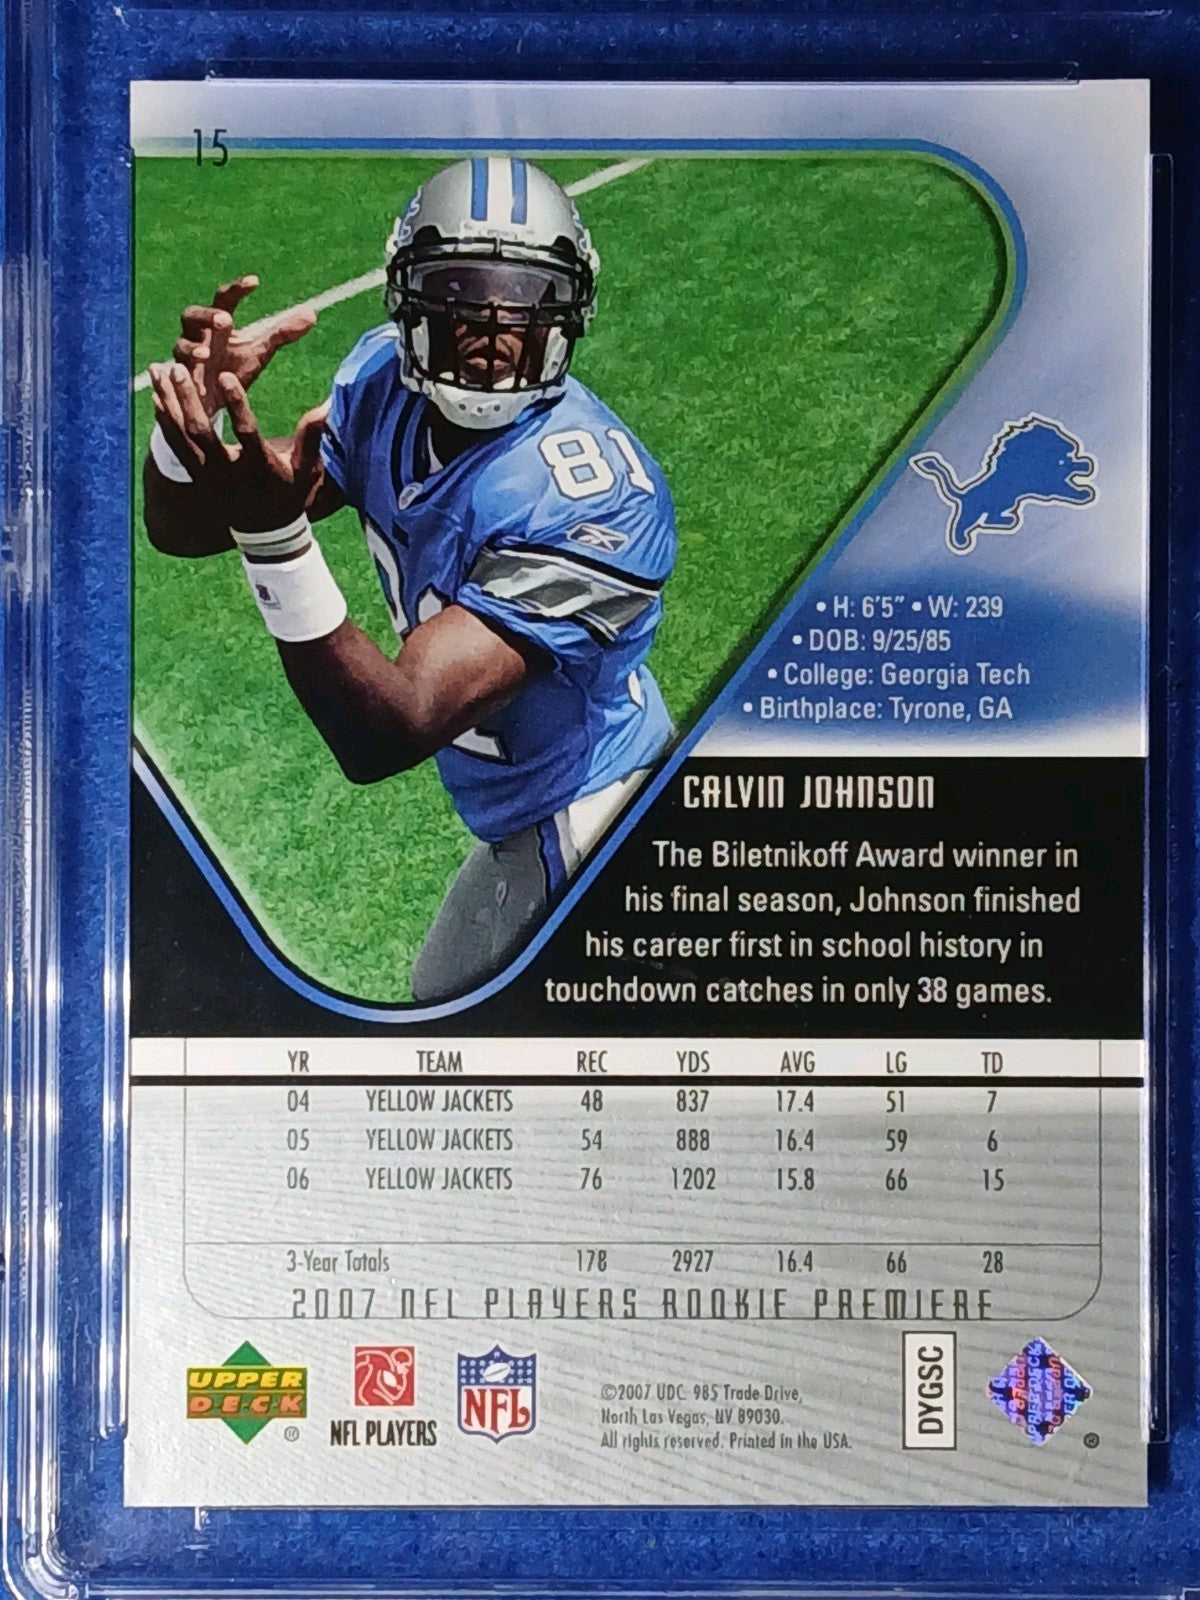 15
81
• H: 6'5" • W: 239
• DOB: 9/25/85
• College: Georgia Tech
• Birthplace: Tyrone, GA
CALVIN JOHNSON
The Biletnikoff Award winner in
his final season, Johnson finished
his career first in school history in
touchdown catches in only 38 games.
YR TEAM REC YDS AVG LG TD
04 YELLOW JACKETS 48 837 17.4 51 7
05 YELLOW JACKETS 54 888 16.4 59 6
06 YELLOW JACKETS 76 1202 15.8 66 15
3-Year Totals 178 2927 16.4 66 28
2007 NFL PLAYERS ROOKIE PREMIERE
UPPER
DECK
®
NFL PLAYERS
NFL
©2007 UDC. 985 Trade Drive,
North Las Vegas, NV 89030.
All rights reserved. Printed in the USA.
DYGSC
®